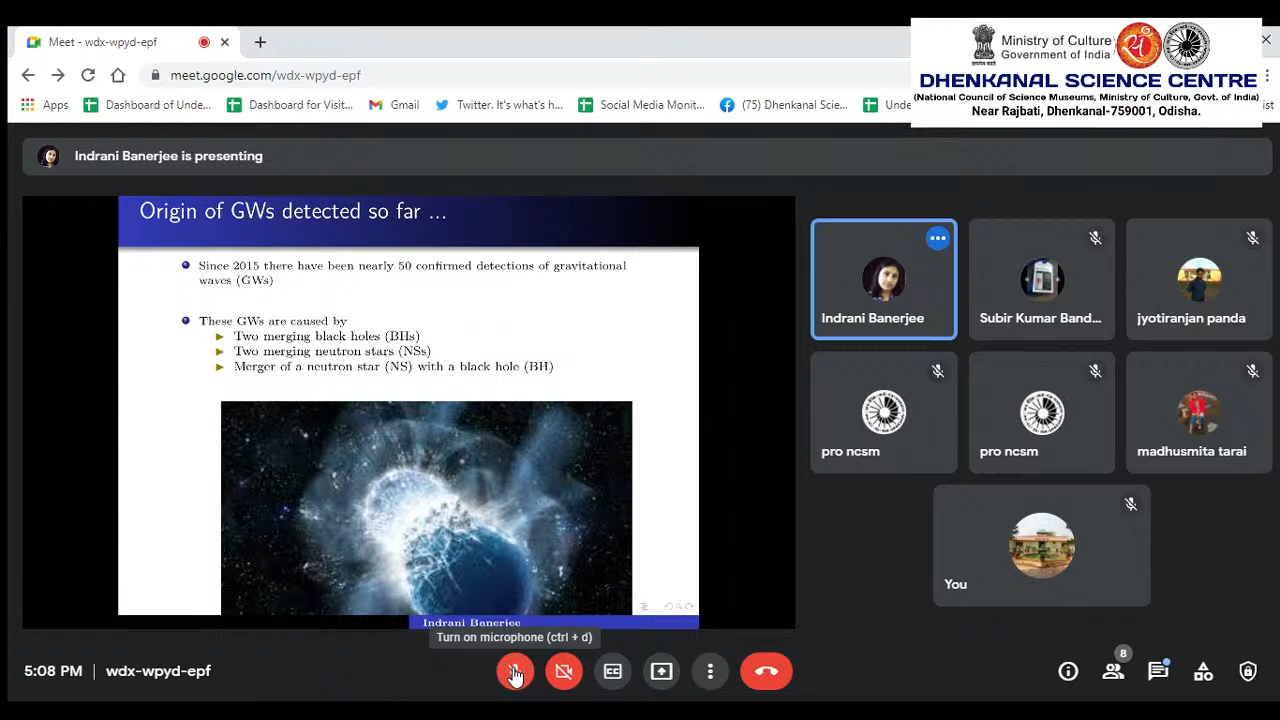 Meet - wdx-wpyd-epf
meet.google.com/wdx-wpyd-epf
Apps
Dashboard of Unde...
Dashboard for Visit...
Gmail
Twitter. It's what's h...
Social Media Monit...
(75) Dhenkanal Scie...
Unde
ist
Ministry of Culture
Government of India
DHENKANAL SCIENCE CENTRE
(National Council of Science Museums, Ministry of Culture, Govt. of India)
Near Rajbati, Dhenkanal-759001, Odisha.
Indrani Banerjee is presenting
Origin of GWs detected so far ...
Since 2015 there have been nearly 50 confirmed detections of gravitational
waves (GWs)
These GWs are caused by
Two merging black holes (BHs)
Two merging neutron stars (NSs)
Merger of a neutron star (NS) with a black hole (BH)
Indrani Banerjee
Indrani Banerjee
Subir Kumar Band...
jyotiranjan panda
pro ncsm
pro ncsm
madhusmita tarai
You
Turn on microphone (ctrl + d)
5:08 PM | wdx-wpyd-epf
CC
8